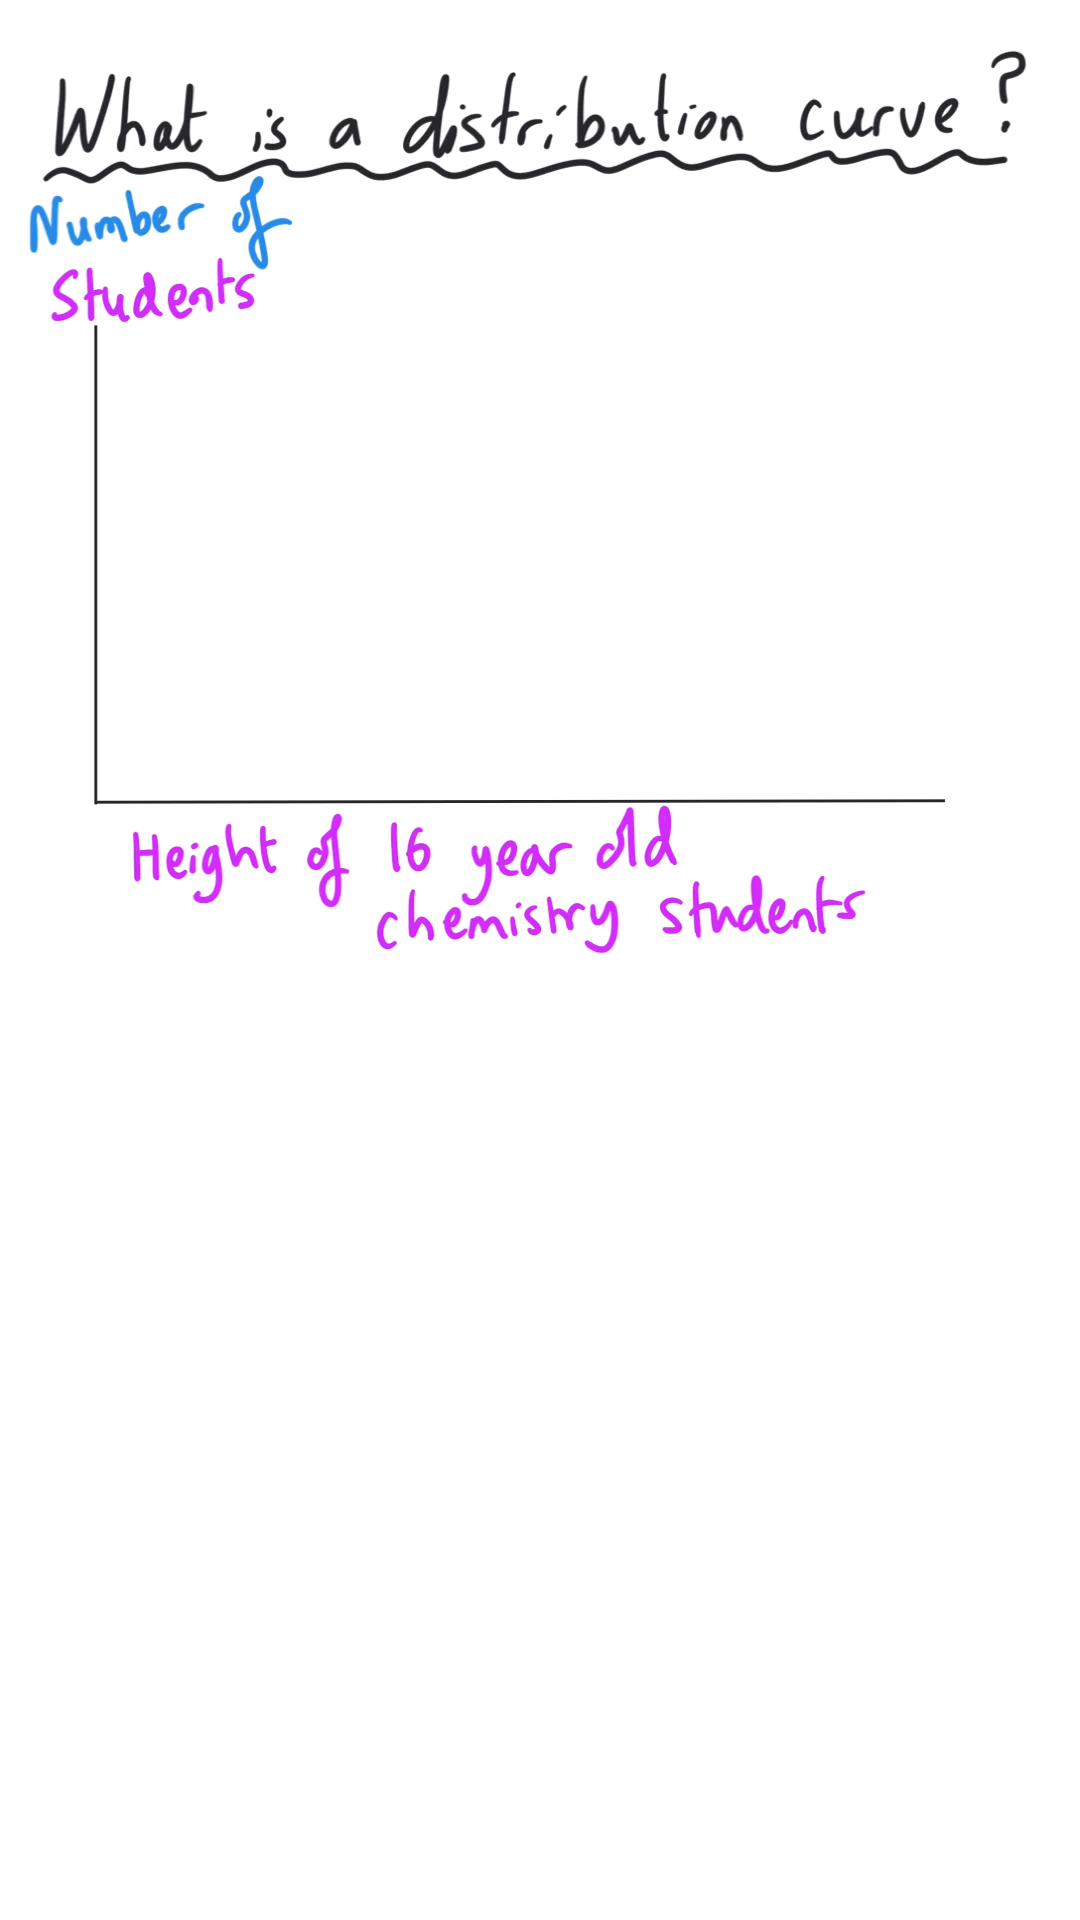 What is a distribution curve?
Number of
Students
Height of 16 year old
chemistry students